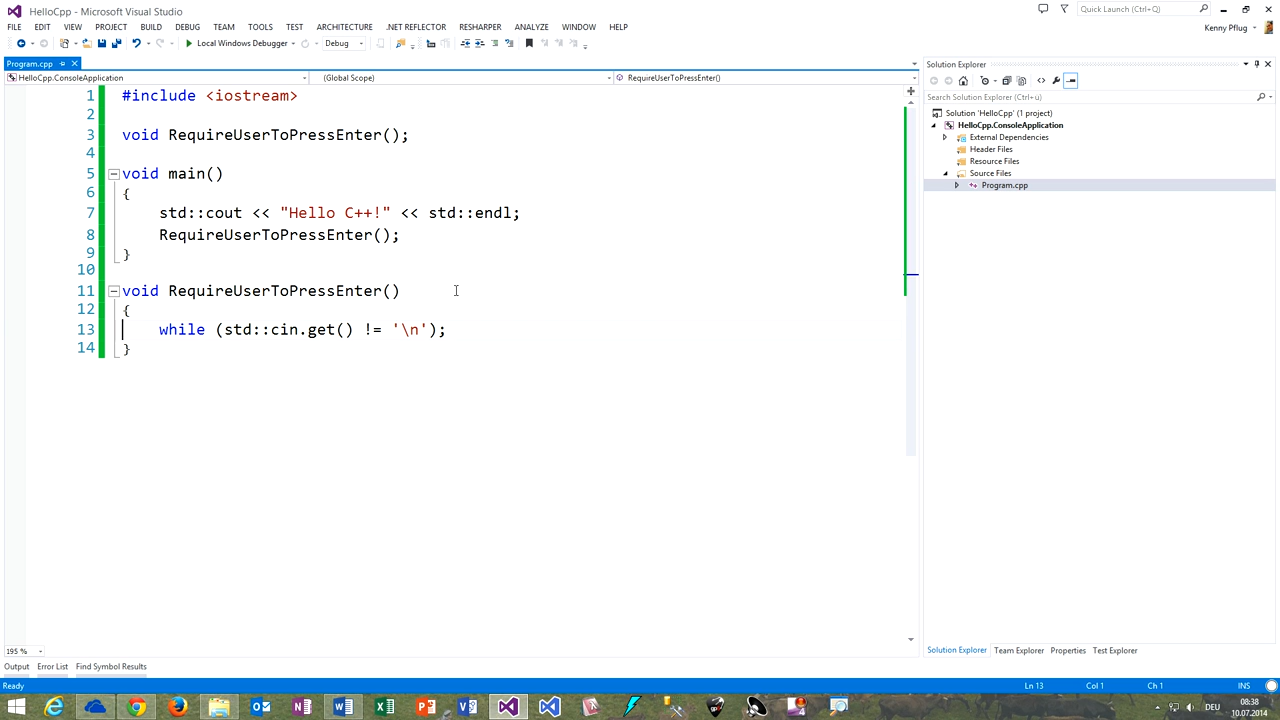 HelloCpp - Microsoft Visual Studio
Quick Launch (Ctrl+Q)
FILE EDIT VIEW PROJECT BUILD DEBUG TEAM TOOLS TEST ARCHITECTURE .NET REFLECTOR RESHARPER ANALYZE WINDOW HELP
Kenny Pflug
Local Windows Debugger Debug
Program.cpp
HelloCpp.ConsoleApplication (Global Scope) RequireUserToPressEnter()
1 #include <iostream>
2
3 void RequireUserToPressEnter();
4
5 void main()
6 {
7 std::cout << "Hello C++!" << std::endl;
8 RequireUserToPressEnter();
9 }
10
11 void RequireUserToPressEnter()
12 {
13 while (std::cin.get() != '\n');
14 }
195 %
Solution Explorer
Search Solution Explorer (Ctrl+ü)
Solution 'HelloCpp' (1 project)
HelloCpp.ConsoleApplication
External Dependencies
Header Files
Resource Files
Source Files
Program.cpp
Solution Explorer Team Explorer Properties Test Explorer
Output Error List Find Symbol Results
Ready Ln 13 Col 1 Ch 1 INS
DEU
08:38
10.07.2014